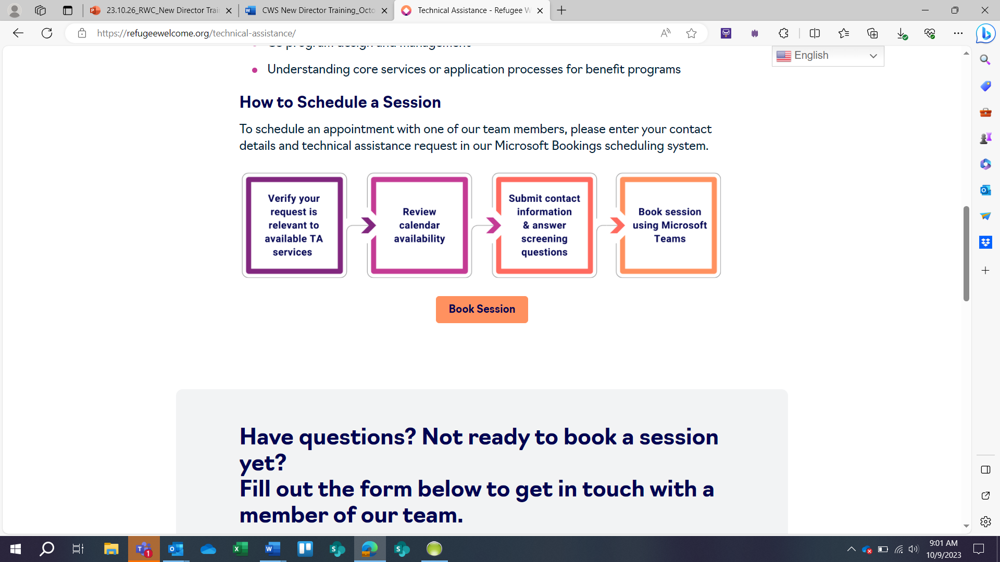 23.10.26_RWC_New Director Trai
CWS New Director Training_Octo
Technical Assistance - Refugee W
https://refugeewelcome.org/technical-assistance/
English
program design and management
Understanding core services or application processes for benefit programs
How to Schedule a Session
To schedule an appointment with one of our team members, please enter your contact
details and technical assistance request in our Microsoft Bookings scheduling system.
Verify your
request is
relevant to
available TA
services
Review
calendar
availability
Submit contact
information
& answer
screening
questions
Book session
using Microsoft
Teams
Book Session
Have questions? Not ready to book a session
yet?
Fill out the form below to get in touch with a
member of our team.
9:01 AM
10/9/2023